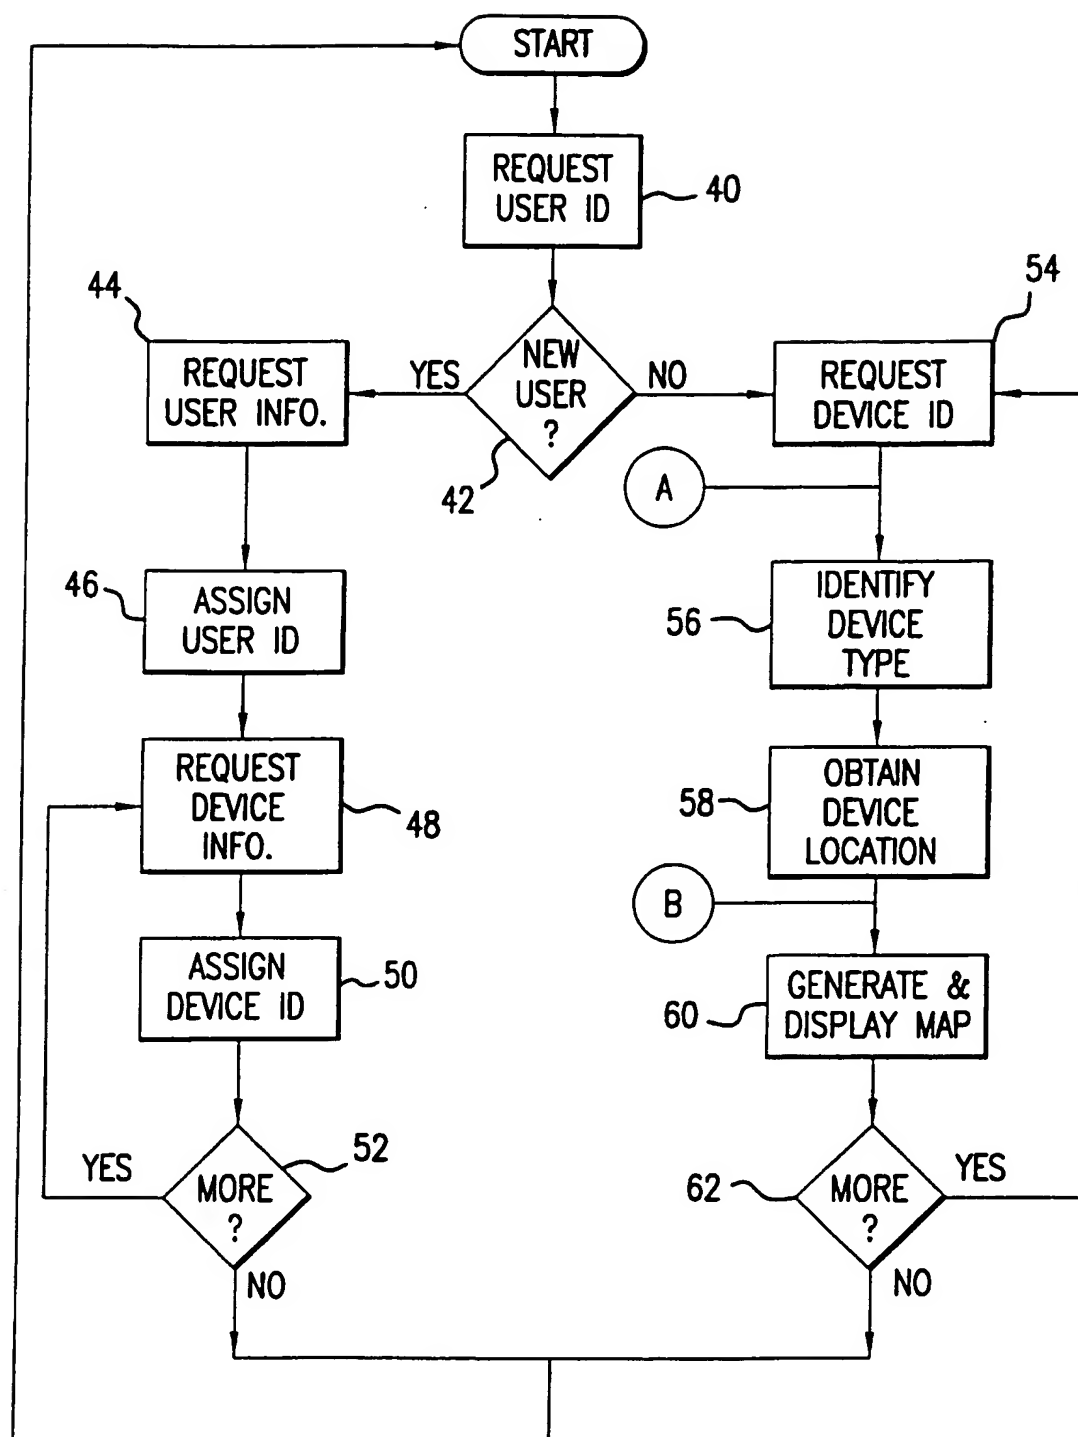 START
REQUEST
USER ID
40
44
54
REQUEST
USER INFO.
YES
NEW
USER
?
NO
REQUEST
DEVICE ID
42
A
46
ASSIGN
USER ID
56
IDENTIFY
DEVICE
TYPE
REQUEST
DEVICE
INFO.
48
58
OBTAIN
DEVICE
LOCATION
B
ASSIGN
DEVICE ID
50
60
GENERATE &
DISPLAY MAP
YES
MORE
?
52
62
MORE
?
YES
NO
NO